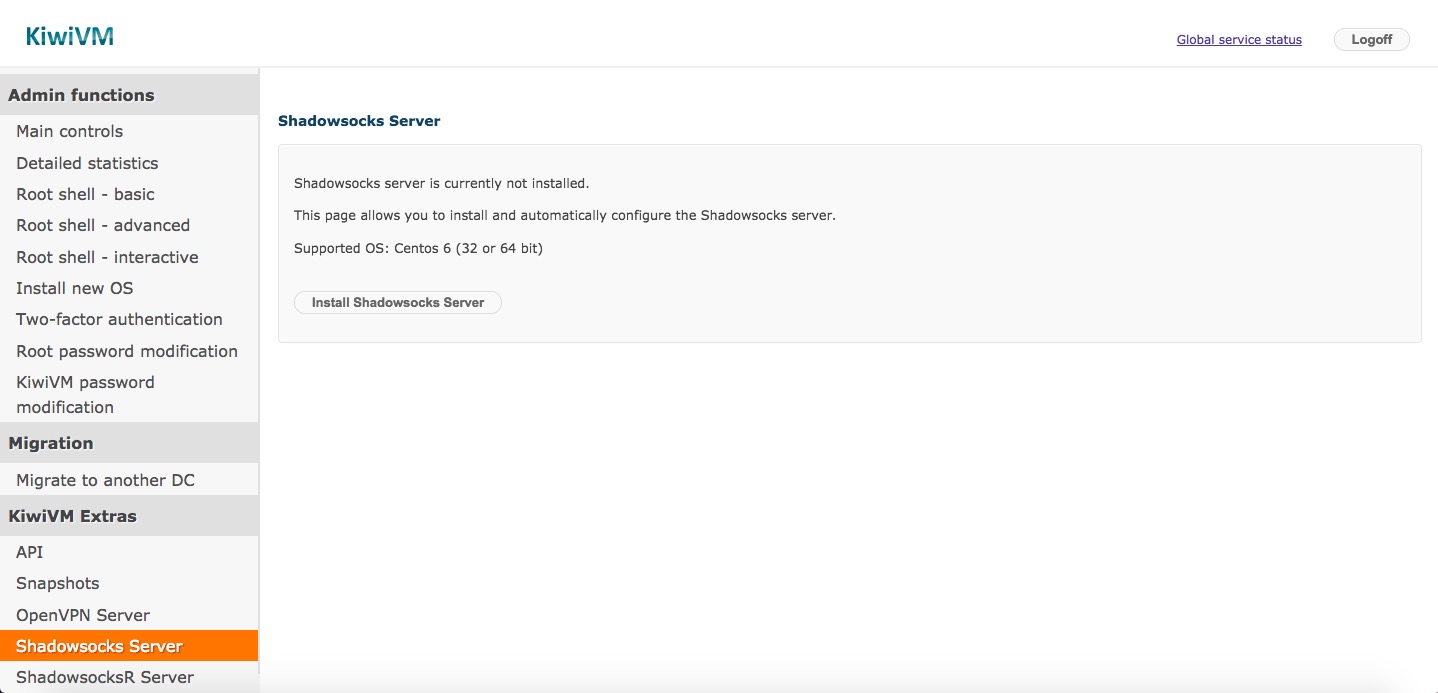 KiwiVM
Global service status
Logoff
Admin functions
Main controls
Detailed statistics
Root shell - basic
Root shell - advanced
Root shell - interactive
Install new OS
Two-factor authentication
Root password modification
KiwiVM password
modification
Migration
Migrate to another DC
KiwiVM Extras
API
Snapshots
OpenVPN Server
Shadowsocks Server
ShadowsocksR Server
Shadowsocks Server
Shadowsocks server is currently not installed.
This page allows you to install and automatically configure the Shadowsocks server.
Supported OS: Centos 6 (32 or 64 bit)
Install Shadowsocks Server